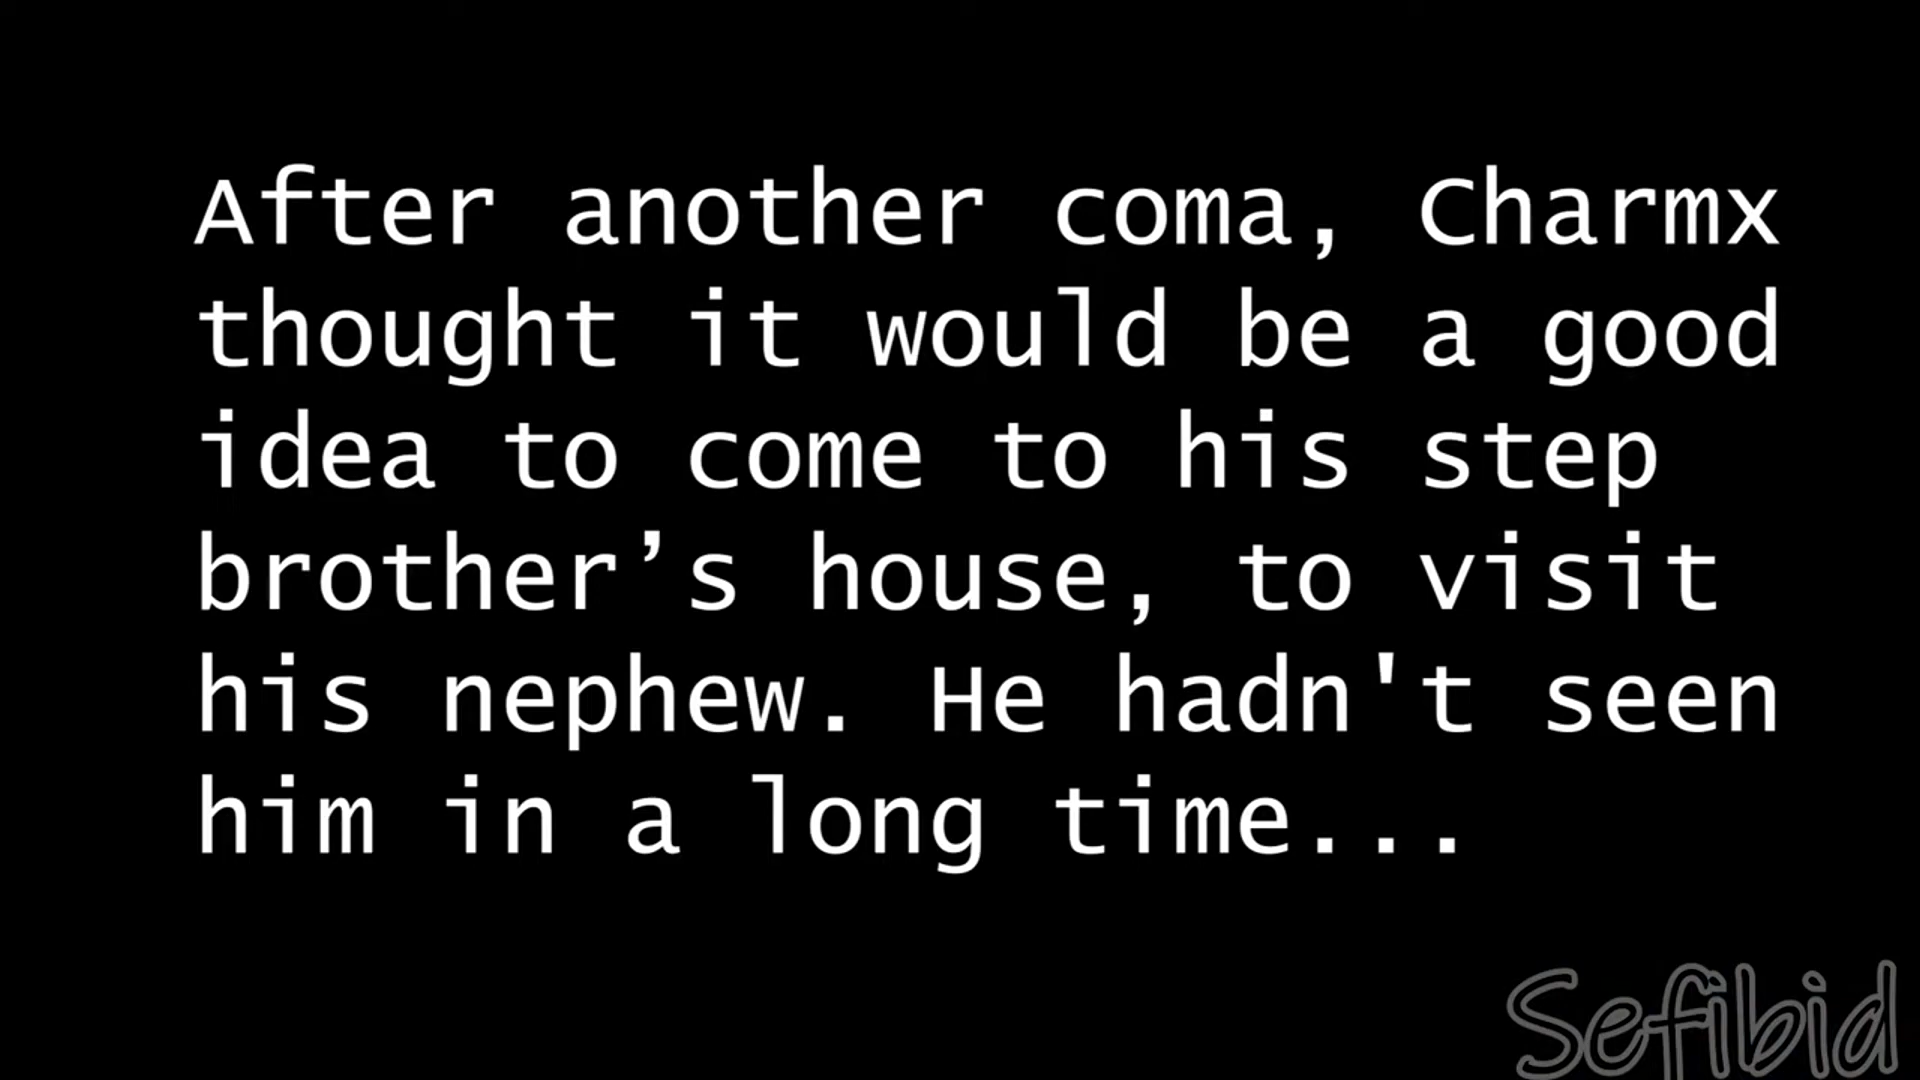 After another coma, Charmx
thought it would be a good
idea to come to his step
brother’s house, to visit
his nephew. He hadn't seen
him in a long time...
Sefibid